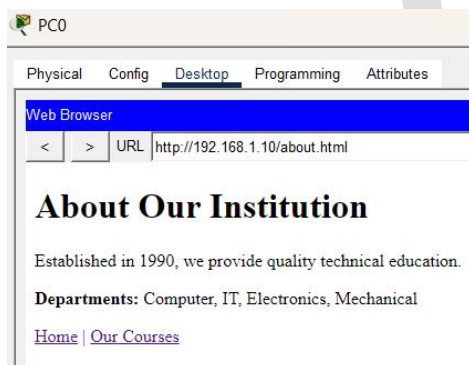 PC0
Physical Config Desktop Programming Attributes
Web Browser
< > URL http://192.168.1.10/about.html
About Our Institution
Established in 1990, we provide quality technical education.
Departments: Computer, IT, Electronics, Mechanical
Home | Our Courses